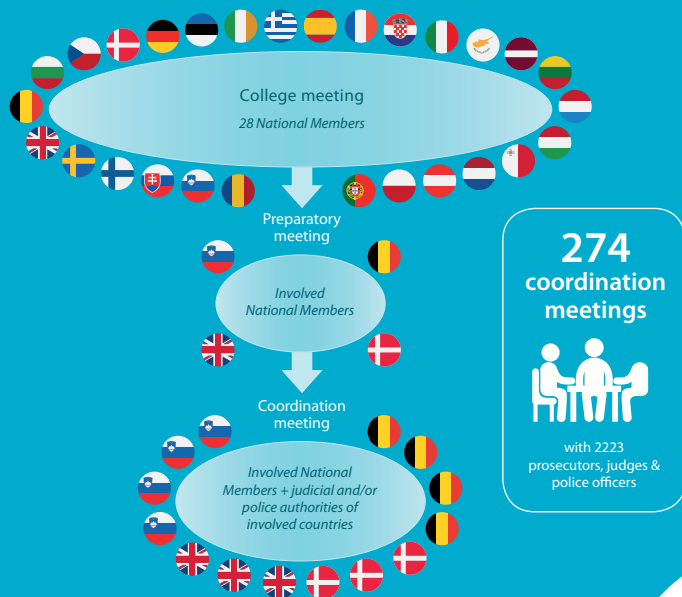 College meeting
28 National Members
Preparatory
meeting
Involved
National Members
Coordination
meeting
Involved National
Members + judicial and/or
police authorities of
involved countries
274
coordination
meetings
with 2223
prosecutors, judges &
police officers